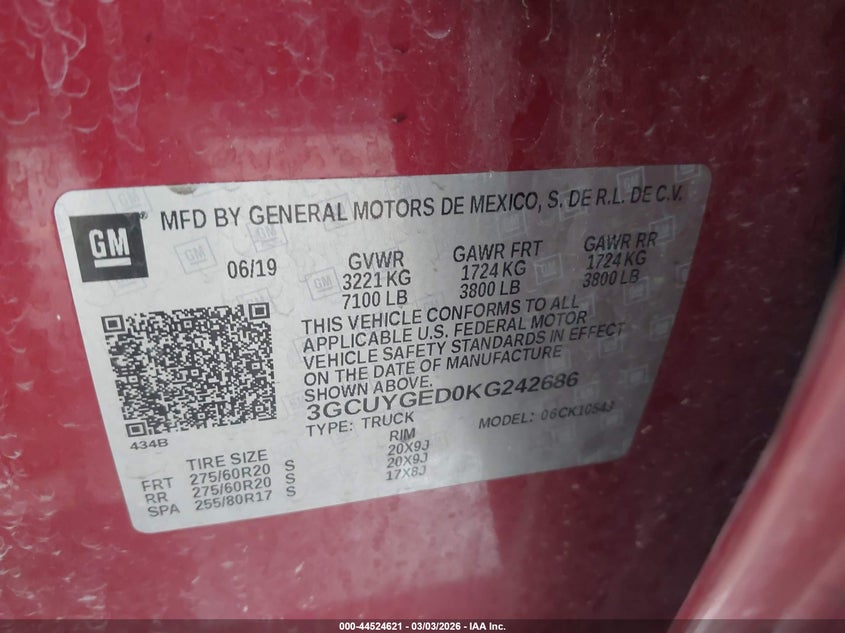 GM
MFD BY GENERAL MOTORS DE MEXICO, S. DE R.L. DE C.V.
06/19
GVWR
3221 KG
7100 LB
GAWR FRT
1724 KG
3800 LB
GAWR RR
1724 KG
3800 LB
THIS VEHICLE CONFORMS TO ALL
APPLICABLE U.S. FEDERAL MOTOR
VEHICLE SAFETY STANDARDS IN EFFECT
ON THE DATE OF MANUFACTURE
SHOWN ABOVE.
3GCUYGED0KG242686
TYPE: TRUCK
MODEL: 06CK10543
434B
TIRE SIZE
RIM
FRT 275/60R20 S 20X9J
RR 275/60R20 S 20X9J
SPA 255/80R17 S 17X8J
000-44524621 | 03/03/2026 – IAA Inc.